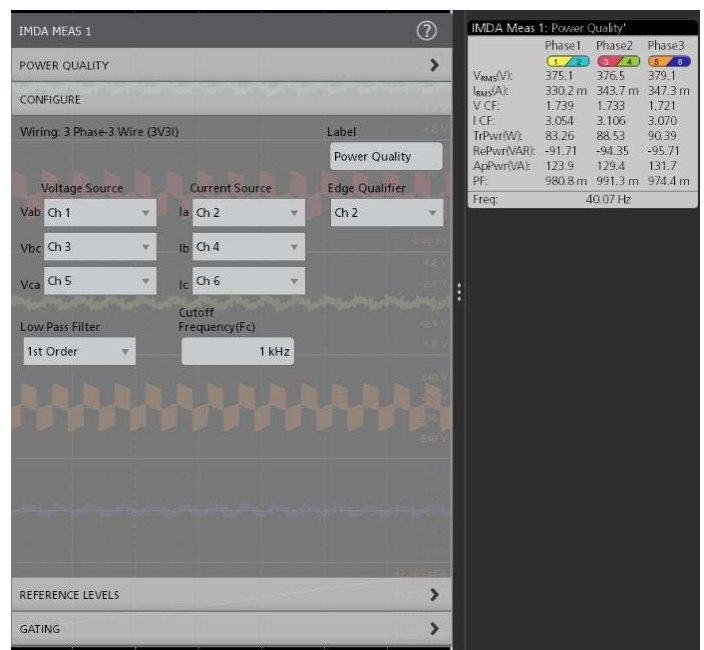 IMDA MEAS 1
?
POWER QUALITY
CONFIGURE
Wiring: 3 Phase-3 Wire (3V3I)
Label
Power Quality
Voltage Source
Current Source
Edge Qualifier
Vab Ch 1
Ia Ch 2
Ch 2
Vbc Ch 3
Ib Ch 4
Vca Ch 5
Ic Ch 6
Low Pass Filter
Cutoff
Frequency(Fc)
1st Order
1 kHz
REFERENCE LEVELS
GATING
IMDA Meas 1: Power Quality'
Phase1 Phase2 Phase3
1 2 3 4 5 6
VRMS(V): 375.1 376.5 379.1
IRMS(A): 330.2 m 343.7 m 347.3 m
V CF: 1.739 1.733 1.721
I CF: 3.054 3.106 3.070
TrPwr(W): 83.26 88.53 90.39
RePwr(VAR): -91.71 -94.35 -95.71
ApPwr(VA): 123.9 129.4 131.7
PF: 980.8 m 991.3 m 974.4 m
Freq: 40.07 Hz